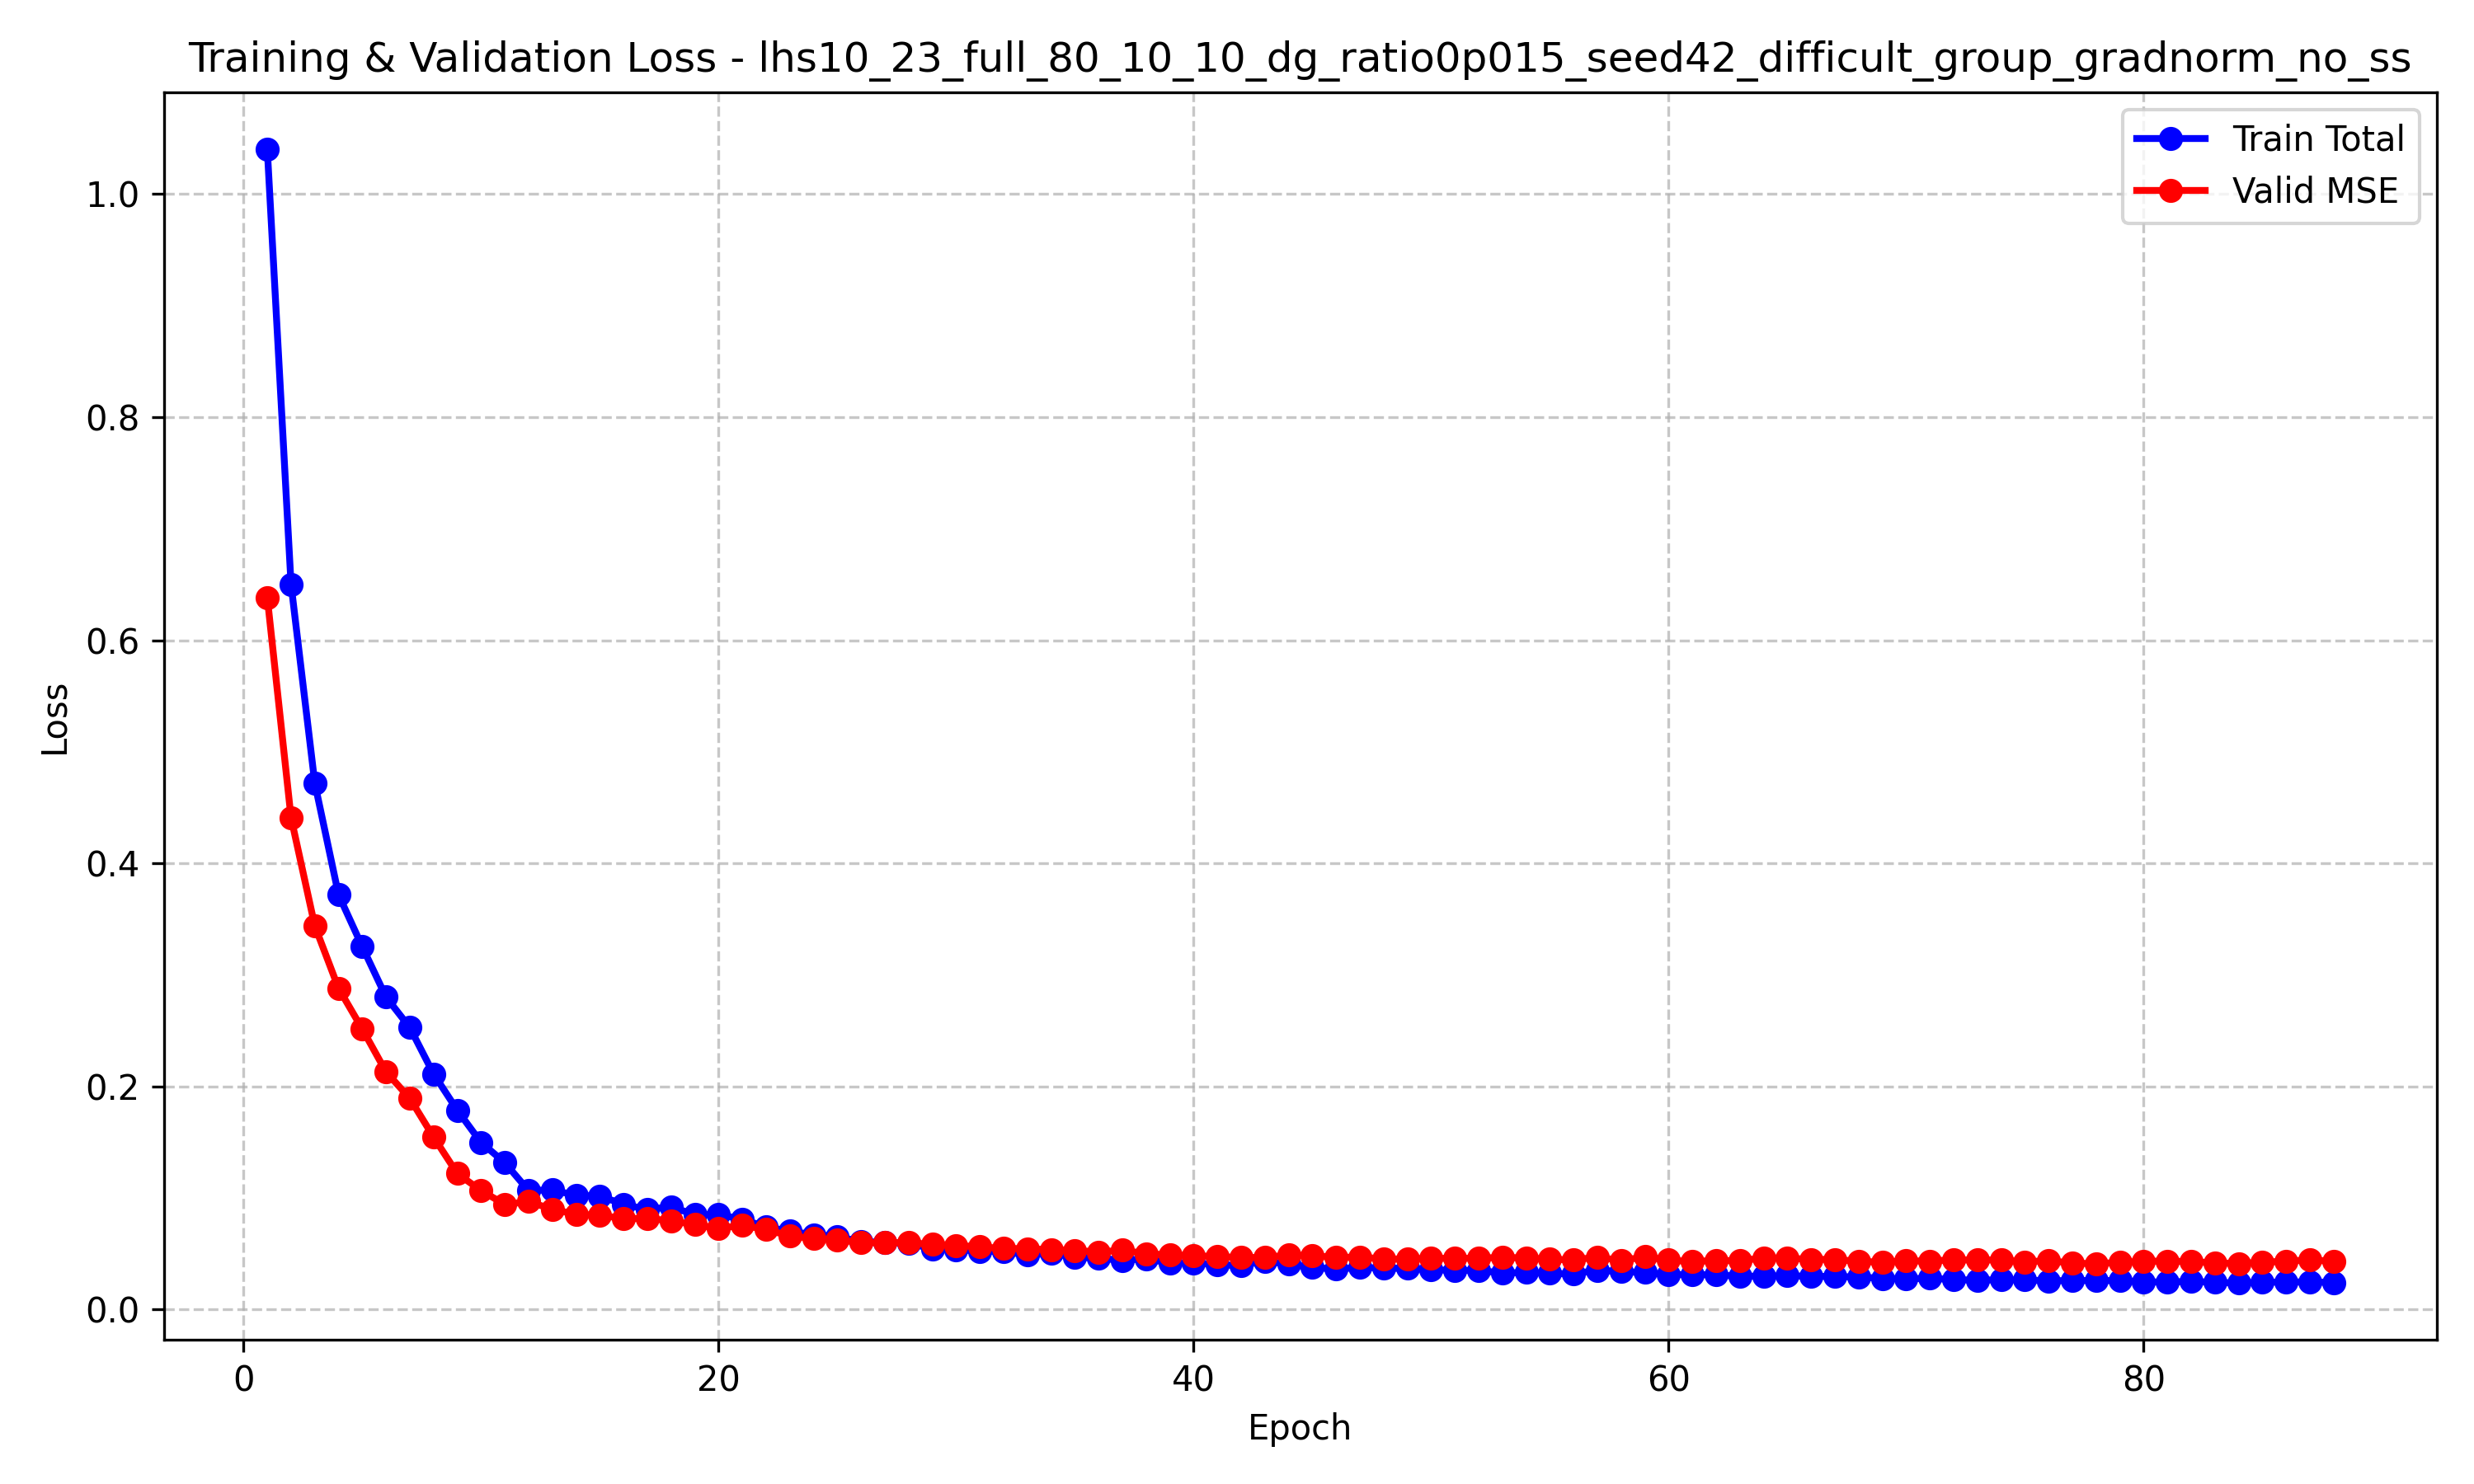 Training & Validation Loss - lhs10_23_full_80_10_10_dg_ratio0p015_seed42_difficult_group_gradnorm_no_ss
Train Total
Valid MSE
1.0
0.8
0.6
0.4
0.2
0.0
Loss
0 20 40 60 80
Epoch